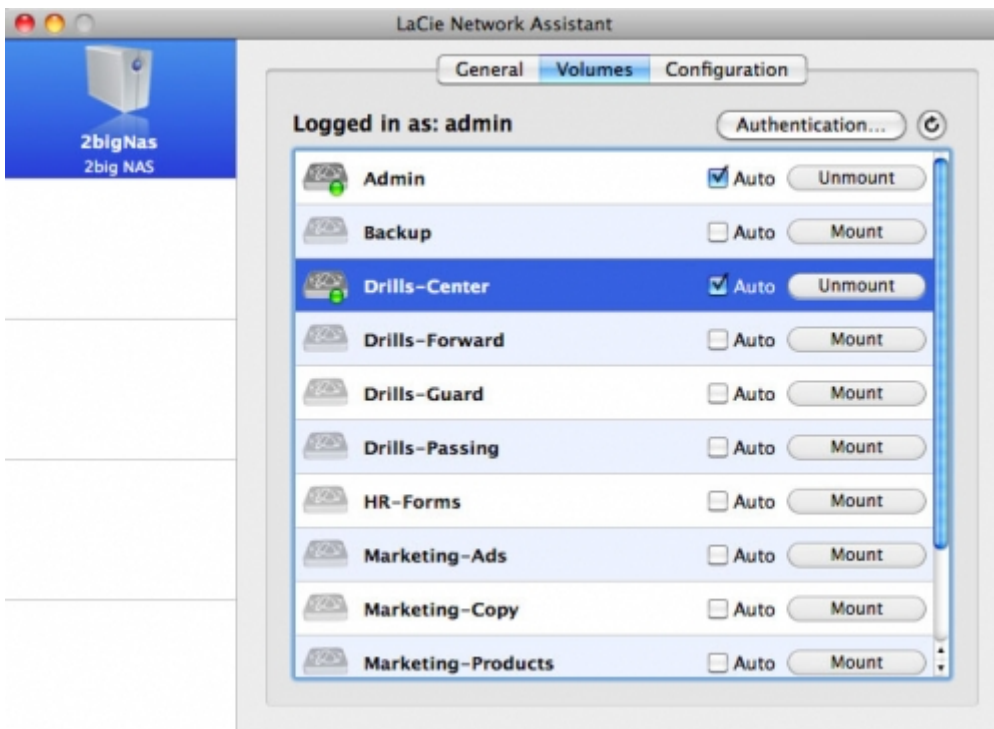 LaCie Network Assistant
2bigNas
2big NAS
General Volumes Configuration
Logged in as: admin Authentication...
Admin Auto Unmount
Backup Auto Mount
Drills-Center Auto Unmount
Drills-Forward Auto Mount
Drills-Guard Auto Mount
Drills-Passing Auto Mount
HR-Forms Auto Mount
Marketing-Ads Auto Mount
Marketing-Copy Auto Mount
Marketing-Products Auto Mount